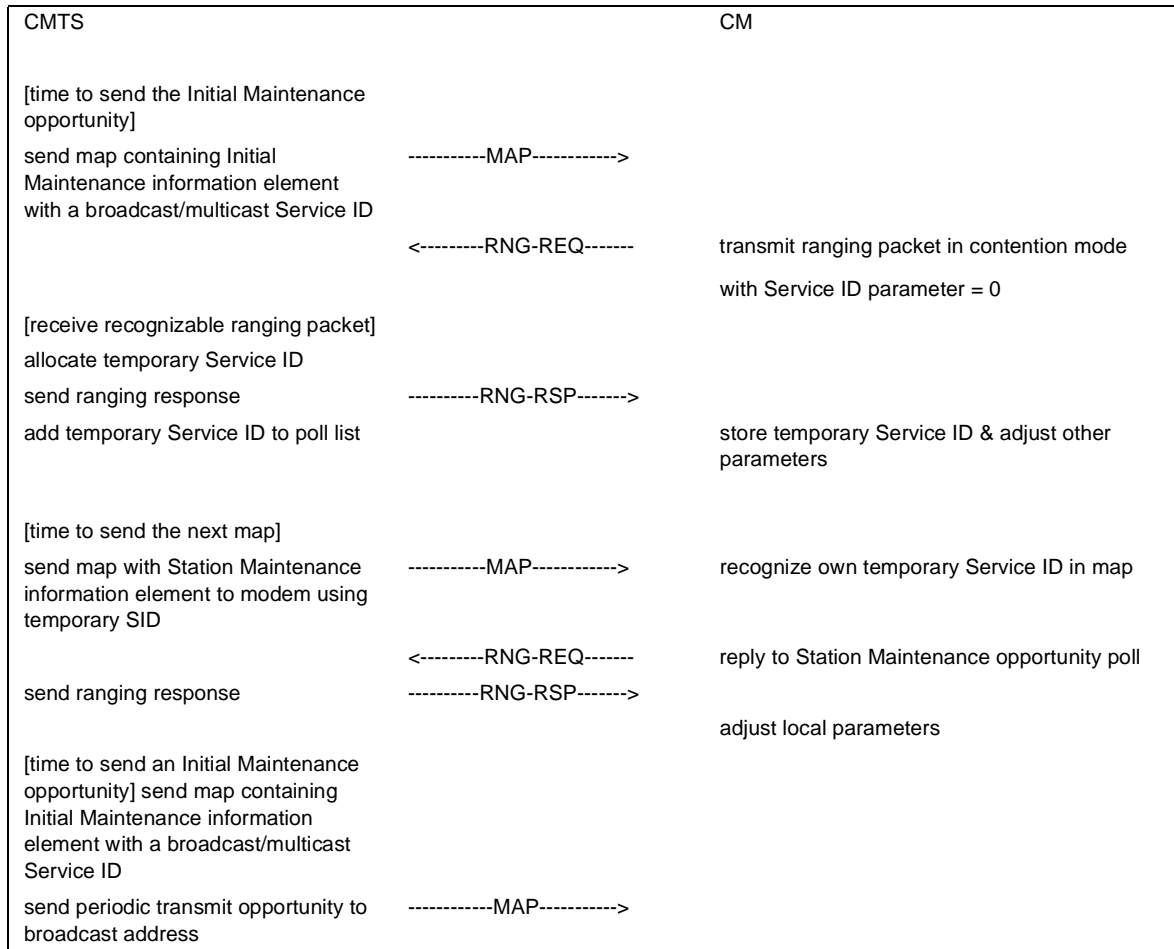 CMTS CM
[time to send the Initial Maintenance
opportunity]
send map containing Initial -----------MAP------------>
Maintenance information element
with a broadcast/multicast Service ID
<---------RNG-REQ------- transmit ranging packet in contention mode
with Service ID parameter = 0
[receive recognizable ranging packet]
allocate temporary Service ID
send ranging response ----------RNG-RSP------->
add temporary Service ID to poll list store temporary Service ID & adjust other
parameters
[time to send the next map]
send map with Station Maintenance -----------MAP------------> recognize own temporary Service ID in map
information element to modem using
temporary SID
<---------RNG-REQ------- reply to Station Maintenance opportunity poll
send ranging response ----------RNG-RSP------->
adjust local parameters
[time to send an Initial Maintenance
opportunity] send map containing
Initial Maintenance information
element with a broadcast/multicast
Service ID
send periodic transmit opportunity to ------------MAP----------->
broadcast address